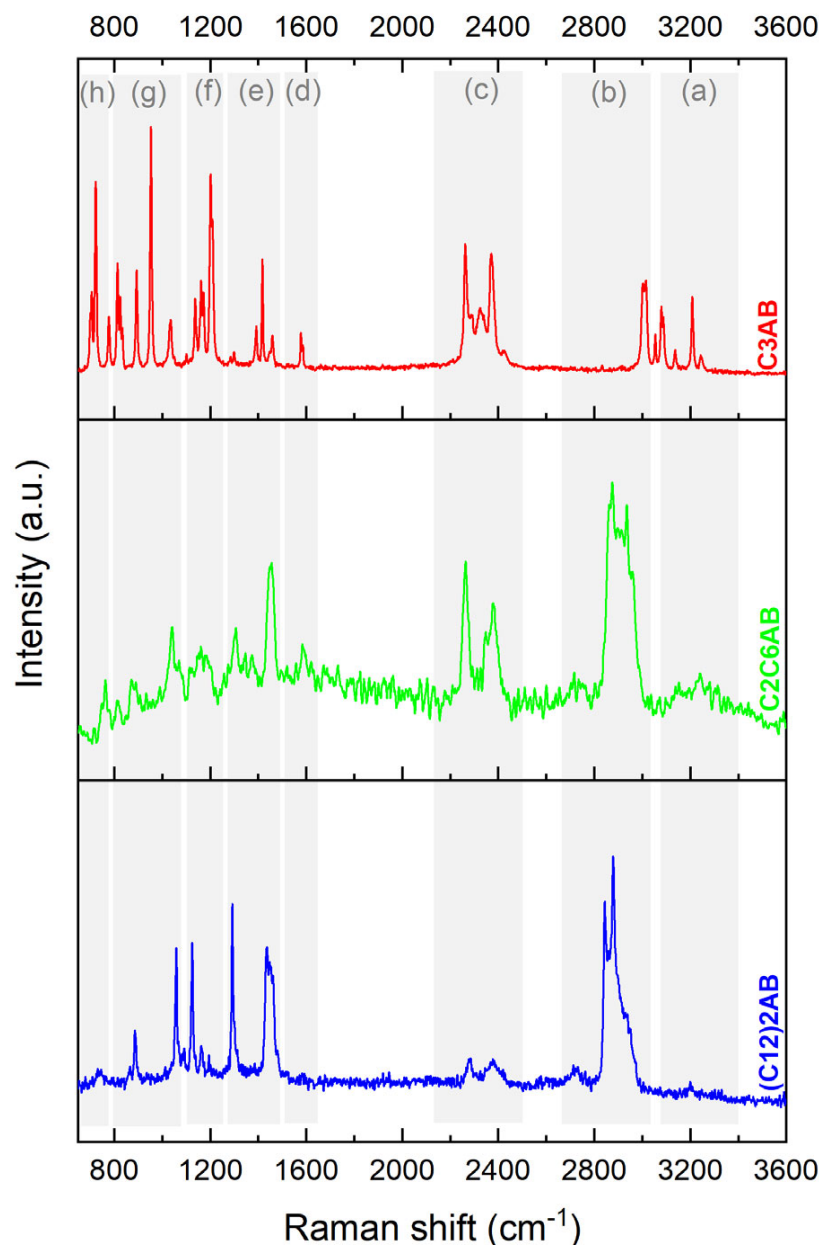 800 1200 1600 2000 2400 2800 3200 3600
(h) (g) (f) (e) (d) (c) (b) (a)
C3AB
C2C6AB
(C12)2AB
Intensity (a.u.)
800 1200 1600 2000 2400 2800 3200 3600
Raman shift (cm⁻¹)